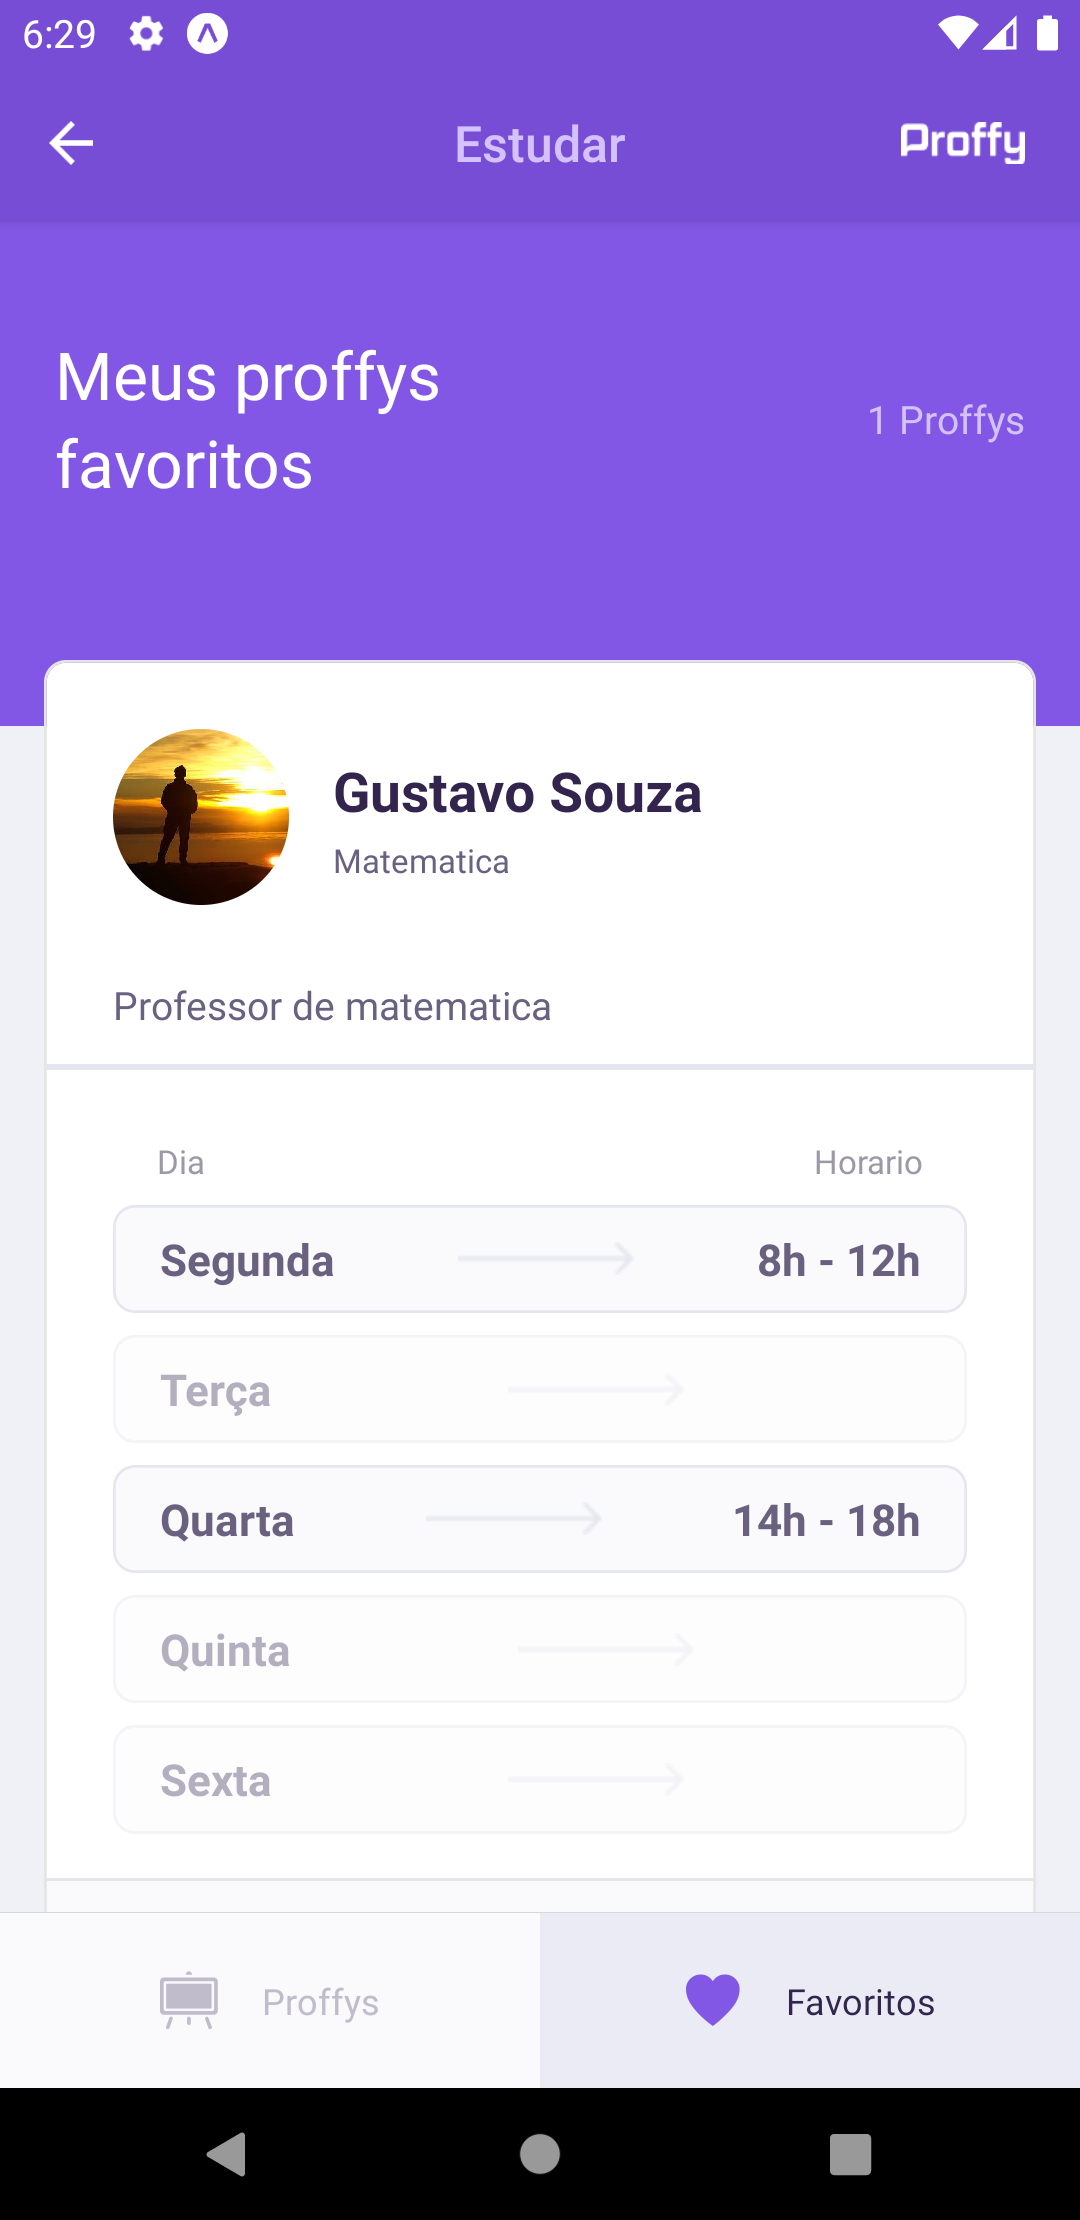 6:29
Estudar
Proffy
Meus proffys
favoritos
1 Proffys
Gustavo Souza
Matematica
Professor de matematica
Dia Horario
Segunda 8h - 12h
Terça
Quarta 14h - 18h
Quinta
Sexta
Proffys
Favoritos